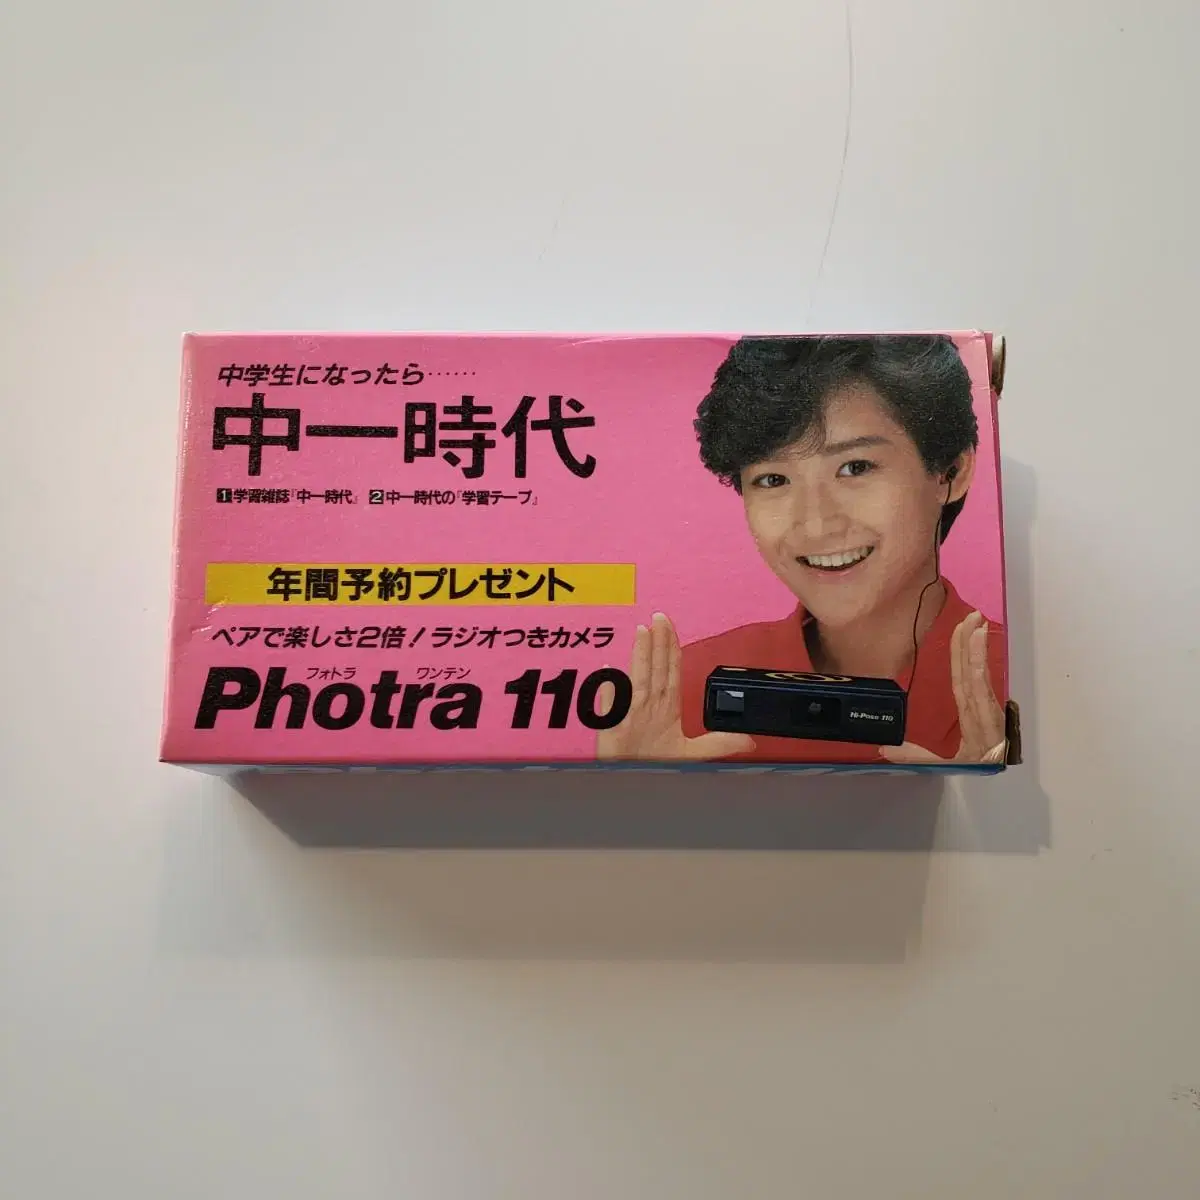 中学生になったら……
中一時代
1学習雑誌『中一時代』 2中一時代の『学習テープ』
年間予約プレゼント
ペアで楽しさ2倍！ラジオつきカメラ
フォトラ ワンテン
Photra 110
Hi-Pose 110